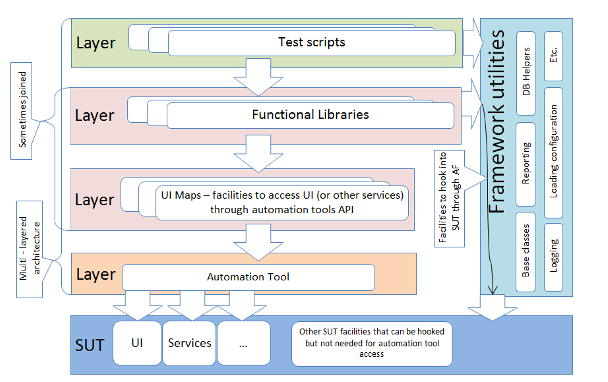 Layer
Test scripts
Layer
Functional Libraries
Layer
UI Maps – facilities to access UI (or other services)
through automation tools API
Layer
Automation Tool
SUT
UI
Services
...
Other SUT facilities that can be hooked
but not needed for automation tool
access
Sometimes joined
Multi - layered
architecture
Facilities to hook into
SUT through AF
Framework utilities
DB Helpers
Etc.
Reporting
Loading configuration
Base classes
Logging